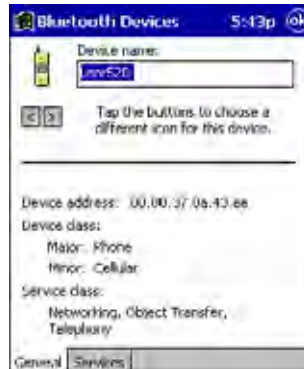 Bluetooth Devices 5:43p ok
Device name:
Tap the buttons to choose a
different icon for this device.
Device address: 00.00.37.0a.43.ee
Device class:
Major: Phone
Minor: Cellular
Service class:
Networking, Object Transfer,
Telephony
General Services